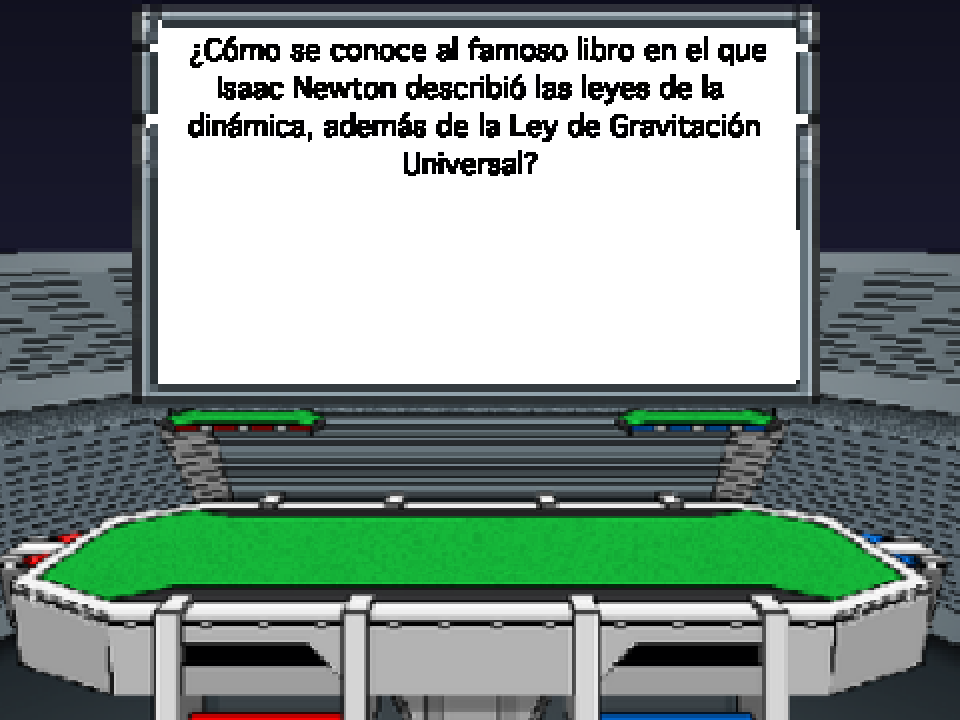 ¿Cómo se conoce al famoso libro en el que
Isaac Newton describió las leyes de la
dinámica, además de la Ley de Gravitación
Universal?